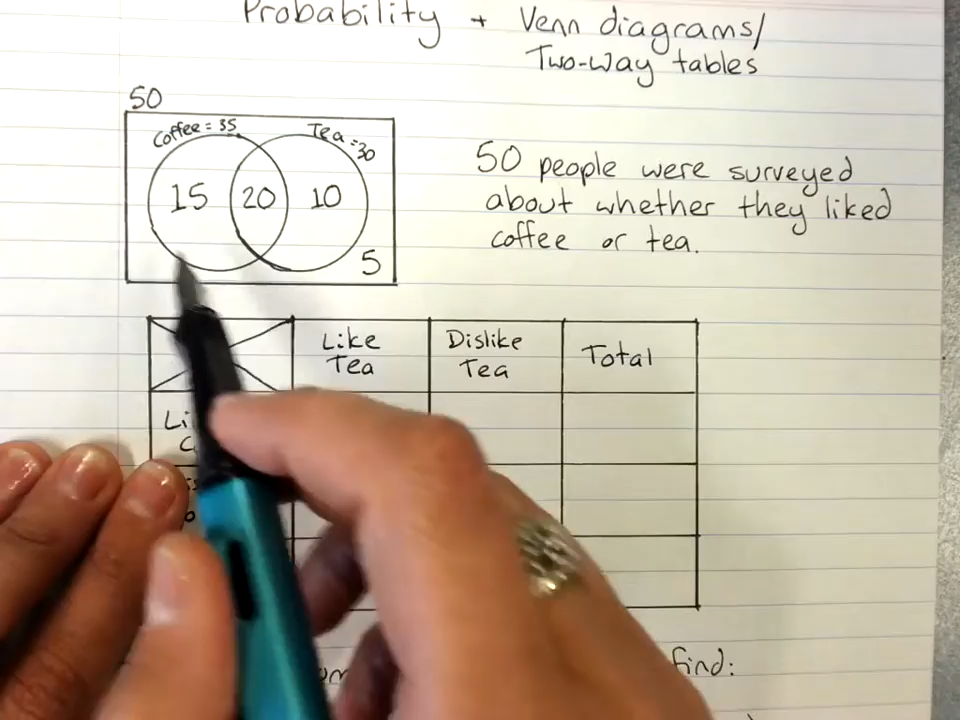 Probability + Venn diagrams/
Two-way tables
50
Coffee = 35 Tea = 30
15 20 10
5
50 people were surveyed
about whether they liked
coffee or tea.
Like Tea
Dislike Tea
Total
find: